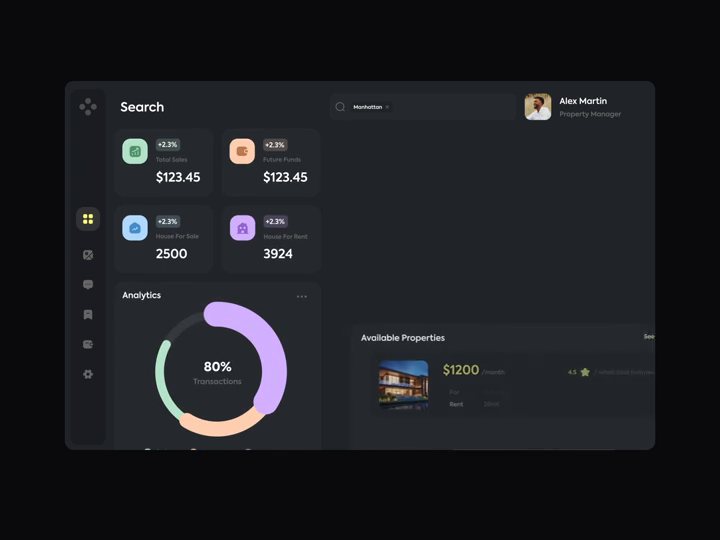 Search
Manhattan ×
Alex Martin
Property Manager
+2.3%
Total Sales
$123.45
+2.3%
Future Funds
$123.45
+2.3%
House For Sale
2500
+2.3%
House For Rent
3924
Analytics
80%
Transactions
Available Properties
See
$1200 /month
4.5
For
Rent